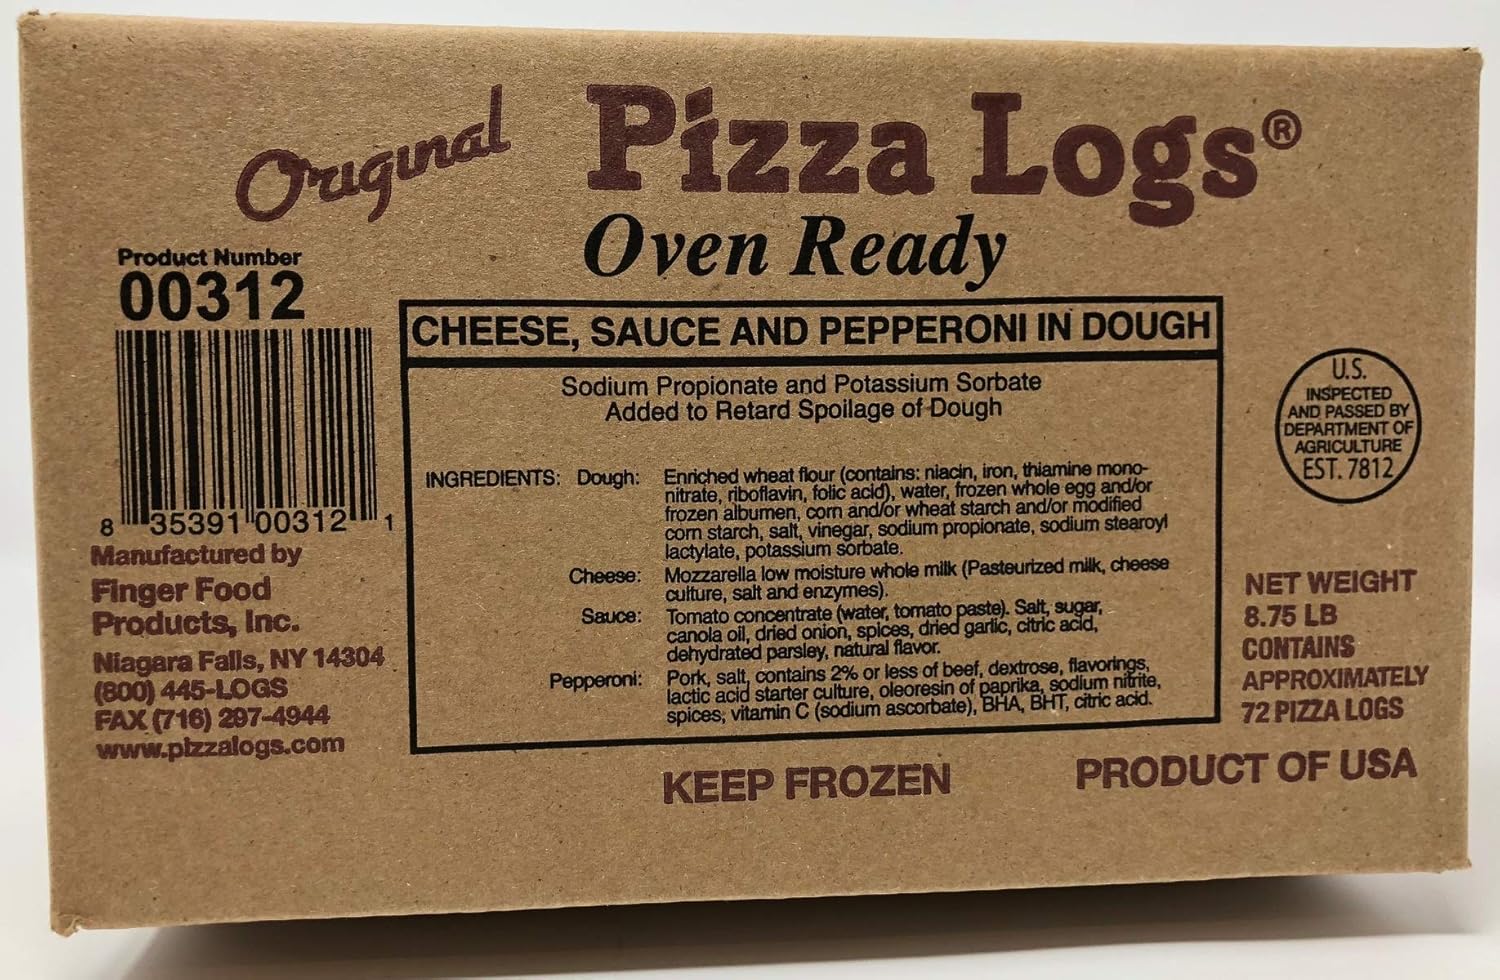 Original Pizza Logs®
Oven Ready
Product Number
00312
8 35391 00312 1
Manufactured by
Finger Food
Products, Inc.
Niagara Falls, NY 14304
(800) 445-LOGS
FAX (716) 297-4944
www.pizzalogs.com
CHEESE, SAUCE AND PEPPERONI IN DOUGH
Sodium Propionate and Potassium Sorbate
Added to Retard Spoilage of Dough
INGREDIENTS: Dough: Enriched wheat flour (contains: niacin, iron, thiamine mono-
nitrate, riboflavin, folic acid), water, frozen whole egg and/or
frozen albumen, corn and/or wheat starch and/or modified
corn starch, salt, vinegar, sodium propionate, sodium stearoyl
lactylate, potassium sorbate.
Cheese: Mozzarella low moisture whole milk (Pasteurized milk, cheese
culture, salt and enzymes).
Sauce: Tomato concentrate (water, tomato paste). Salt, sugar,
canola oil, dried onion, spices, dried garlic, citric acid,
dehydrated parsley, natural flavor.
Pepperoni: Pork, salt, contains 2% or less of beef, dextrose, flavorings,
lactic acid starter culture, oleoresin of paprika, sodium nitrite,
spices, vitamin C (sodium ascorbate), BHA, BHT, citric acid.
U.S.
INSPECTED
AND PASSED BY
DEPARTMENT OF
AGRICULTURE
EST. 7812
NET WEIGHT
8.75 LB
CONTAINS
APPROXIMATELY
72 PIZZA LOGS
KEEP FROZEN
PRODUCT OF USA